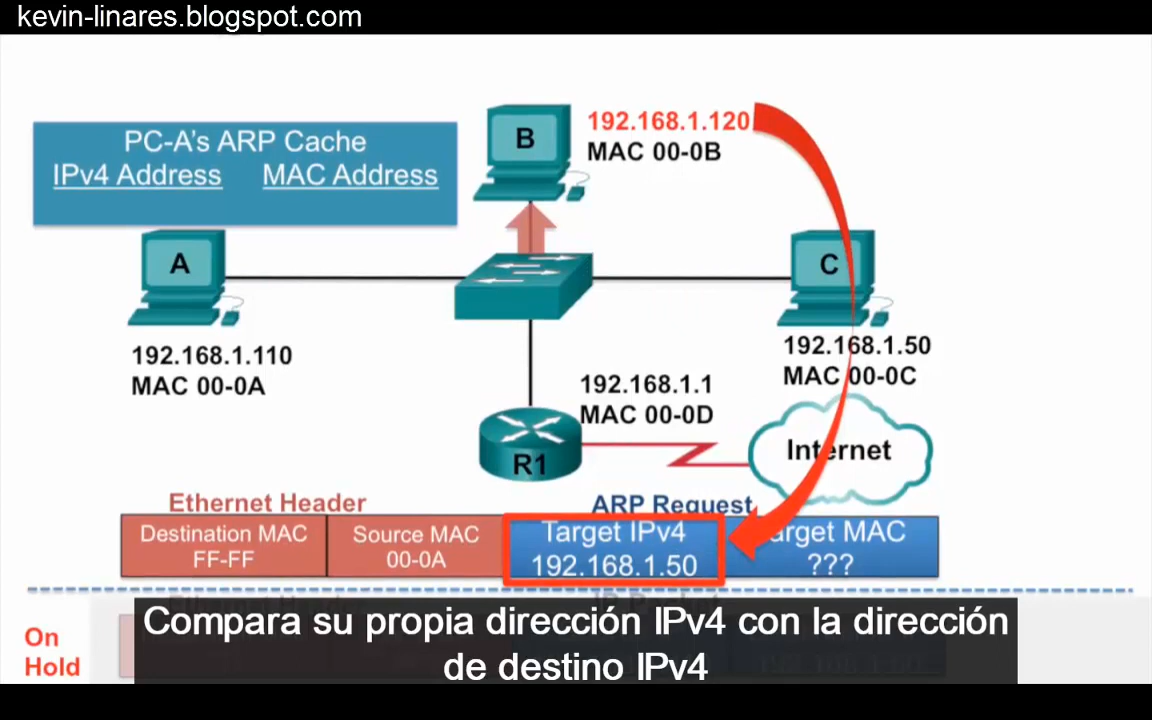 kevin-linares.blogspot.com
PC-A's ARP Cache
IPv4 Address MAC Address
B
192.168.1.120
MAC 00-0B
A
192.168.1.110
MAC 00-0A
C
192.168.1.50
MAC 00-0C
192.168.1.1
MAC 00-0D
R1
Internet
Ethernet Header
ARP Request
Destination MAC
FF-FF
Source MAC
00-0A
Target IPv4
192.168.1.50
arget MAC
???
Ethernet Header
On
Hold
Compara su propia dirección IPv4 con la dirección
de destino IPv4